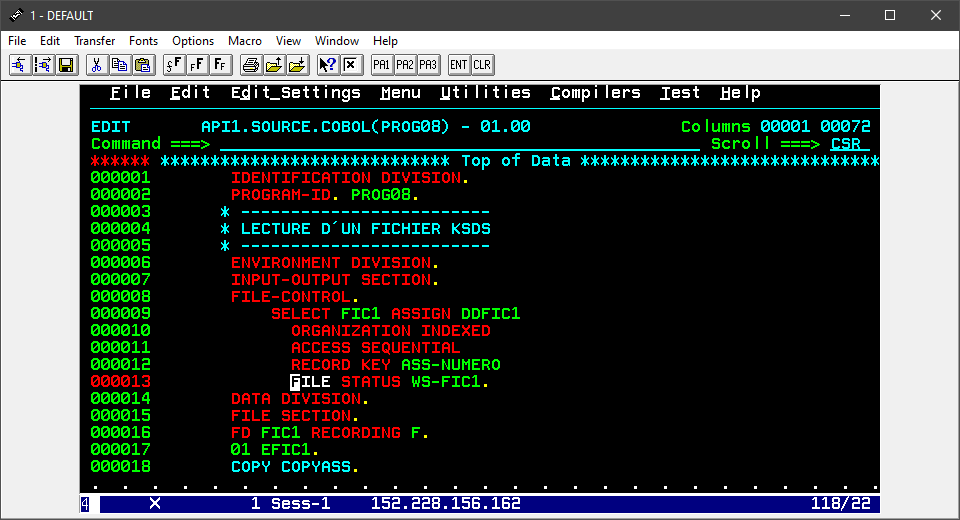 1 - DEFAULT
File Edit Transfer Fonts Options Macro View Window Help
PA1 PA2 PA3 ENT CLR
File Edit Edit_Settings Menu Utilities Compilers Test Help
EDIT API1.SOURCE.COBOL(PROG08) - 01.00 Columns 00001 00072
Command ===> Scroll ===> CSR
****** ***************************** Top of Data ******************************
000001 IDENTIFICATION DIVISION.
000002 PROGRAM-ID. PROG08.
000003 * -------------------------
000004 * LECTURE D´UN FICHIER KSDS
000005 * -------------------------
000006 ENVIRONMENT DIVISION.
000007 INPUT-OUTPUT SECTION.
000008 FILE-CONTROL.
000009 SELECT FIC1 ASSIGN DDFIC1
000010 ORGANIZATION INDEXED
000011 ACCESS SEQUENTIAL
000012 RECORD KEY ASS-NUMERO
000013 FILE STATUS WS-FIC1.
000014 DATA DIVISION.
000015 FILE SECTION.
000016 FD FIC1 RECORDING F.
000017 01 EFIC1.
000018 COPY COPYASS.
. . . . . . . . . . . . . . . . . . . . . . . . . . .
4 X 1 Sess-1 152.228.156.162 118/22